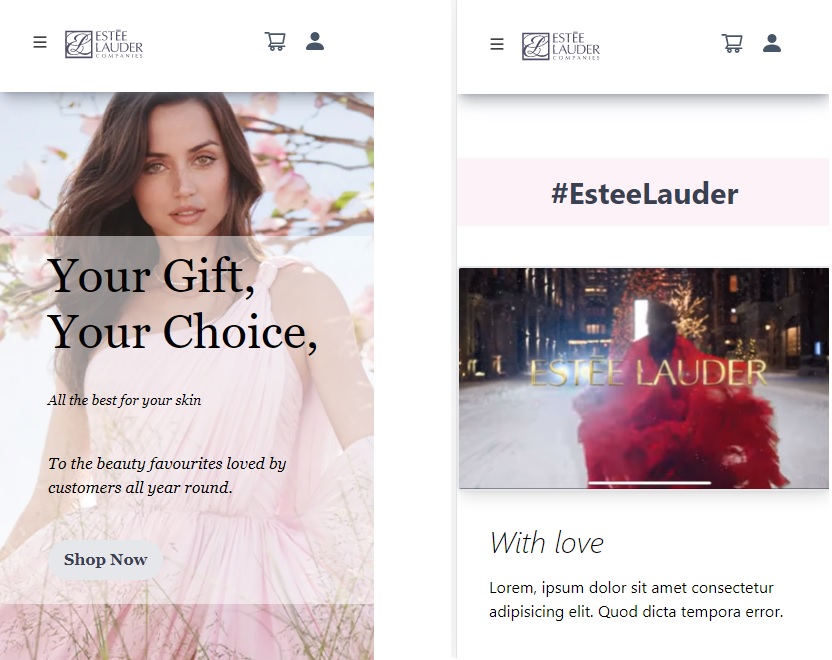 ESTĒE
LAUDER
COMPANIES
Your Gift,
Your Choice,
All the best for your skin
To the beauty favourites loved by
customers all year round.
Shop Now
ESTĒE
LAUDER
COMPANIES
#EsteeLauder
ESTĒE LAUDER
With love
Lorem, ipsum dolor sit amet consectetur
adipisicing elit. Quod dicta tempora error.